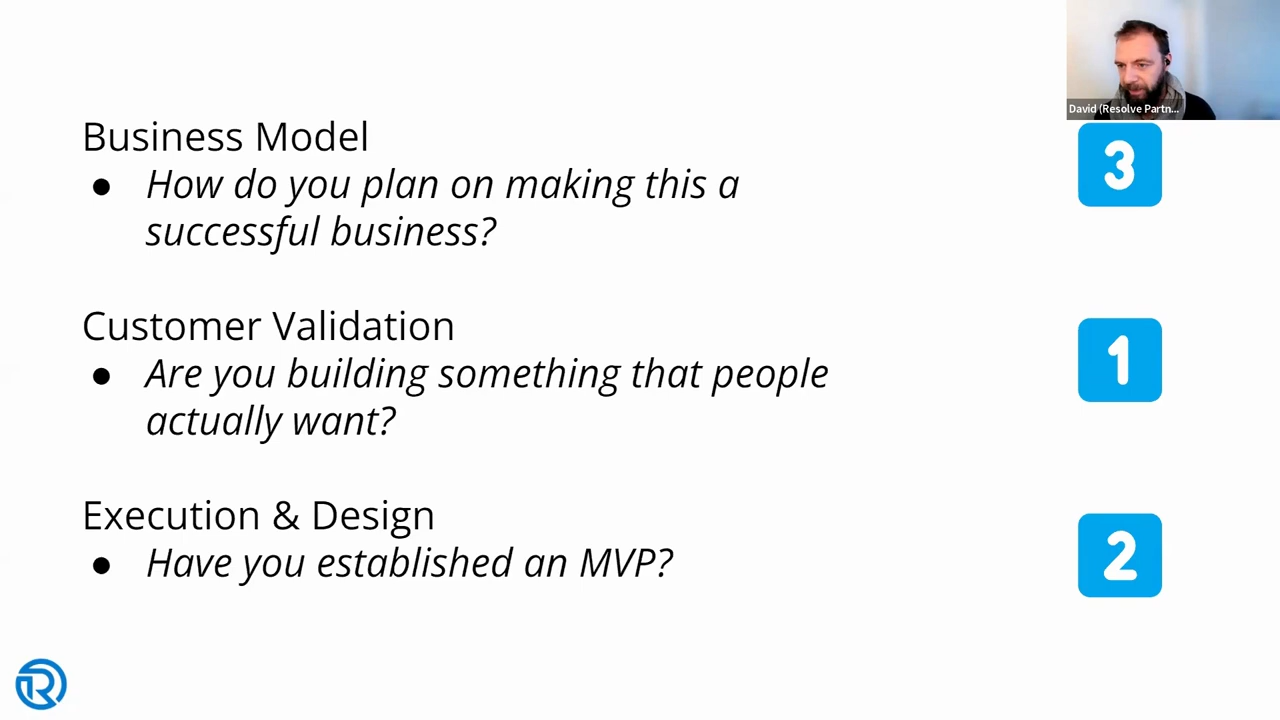 David (Resolve Partn...
Business Model
3
● How do you plan on making this a
successful business?
Customer Validation
1
● Are you building something that people
actually want?
Execution & Design
2
● Have you established an MVP?
R